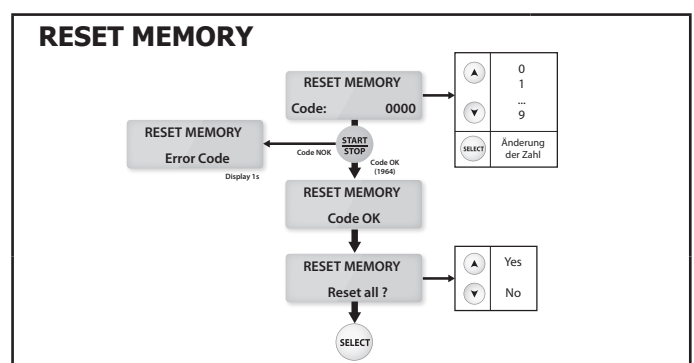 RESET MEMORY
RESET MEMORY
Code: 0000
0
1
...
9
SELECT
Änderung
der Zahl
RESET MEMORY
Error Code
Display 1s
Code NOK
START
STOP
Code OK
(1964)
RESET MEMORY
Code OK
RESET MEMORY
Reset all ?
Yes
No
SELECT